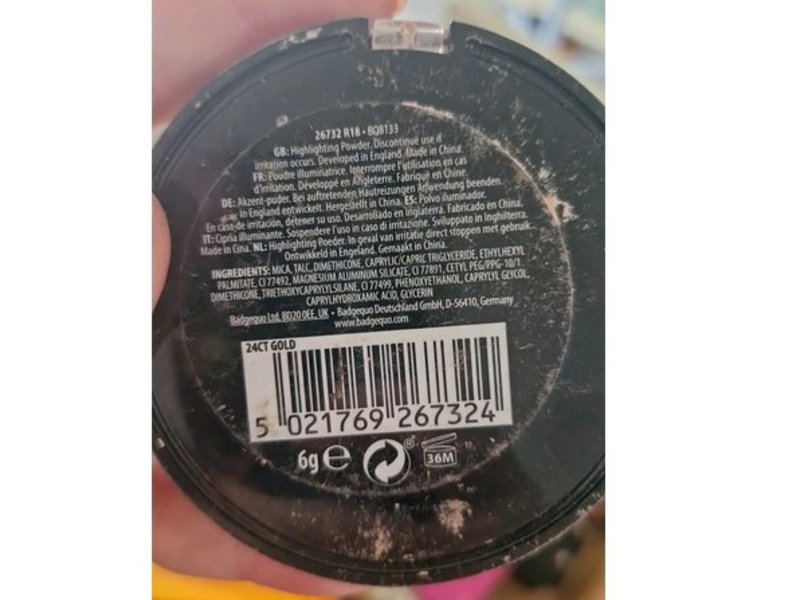 26732 R18 • BQ8133
GB: Highlighting Powder. Discontinue use if
irritation occurs. Developed in England. Made in China
FR: Poudre illuminatrice. Interrompre l'utilisation en cas
d'irritation. Développé en Angleterre. Fabriqué en Chine.
DE: Akzent-puder. Bei auftretenden Hautreizungen Anwendung beenden.
In England entwickelt. Hergestellt in China. ES: Polvo iluminador.
En caso de irritación, detener su uso. Desarrollado en Inglaterra. Fabricado en China.
IT: Cipria illuminante. Sospendere l'uso in caso di irritazione. Sviluppato in Inghilterra.
Made in Cina. NL: Highlighting Poeder. In geval van irritatie direct stoppen met gebruik.
Ontwikkeld in Engeland. Gemaakt in China.
INGREDIENTS: MICA, TALC, DIMETHICONE, CAPRYLIC/CAPRIC TRIGLYCERIDE, ETHYLHEXYL
PALMITATE, CI 77492, MAGNESIUM ALUMINUM SILICATE, CI 77891, CETYL PEG/PPG-10/1
DIMETHICONE, TRIETHOXYCAPRYLYLSILANE, CI 77499, PHENOXYETHANOL, CAPRYLYL GLYCOL,
CAPRYLHYDROXAMIC ACID, GLYCERIN
Badgequo Ltd, BD20 0EE, UK • Badgequo Deutschland GmbH, D-56410, Germany
www.badgequo.com
24CT GOLD
5 021769 267324
6g e ® 36M